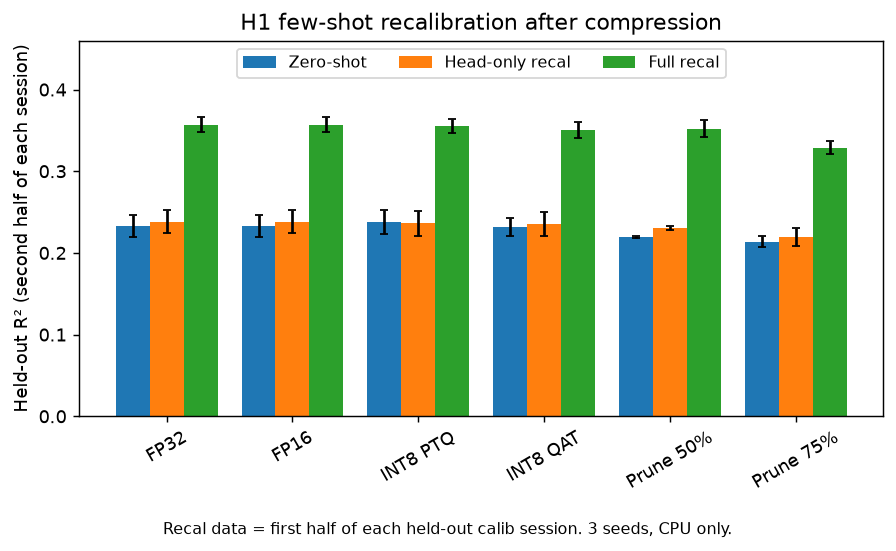 H1 few-shot recalibration after compression
Zero-shot Head-only recal Full recal
Held-out R² (second half of each session)
0.4
0.3
0.2
0.1
0.0
FP32 FP16 INT8 PTQ INT8 QAT Prune 50% Prune 75%
Recal data = first half of each held-out calib session. 3 seeds, CPU only.